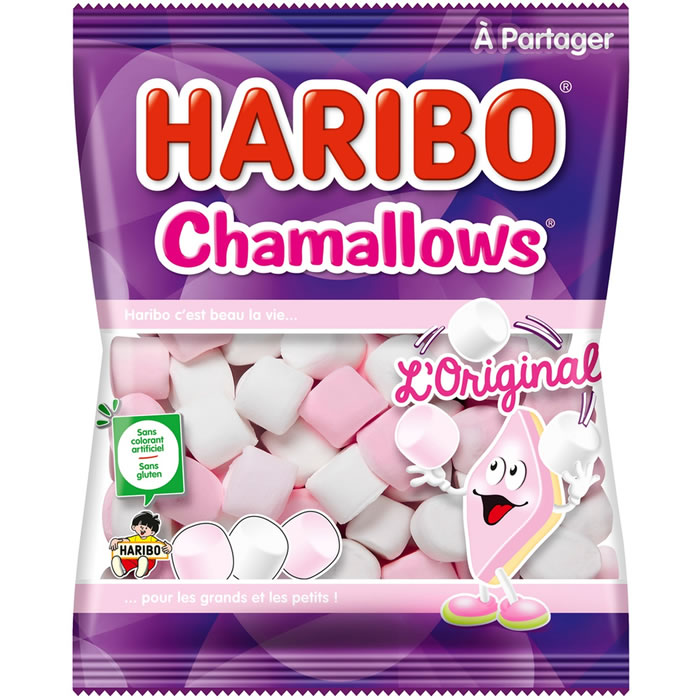 À Partager
HARIBO®
Chamallows®
Haribo c'est beau la vie...
L'Original
Sans
colorant
artificiel
Sans
gluten
HARIBO
... pour les grands et les petits !